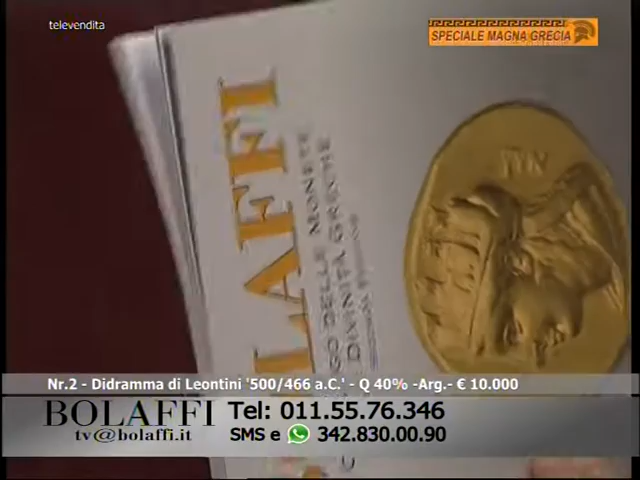 televendita
SPECIALE MAGNA GRECIA
BOLAFFI
DELLE MONETE
DIVINITÀ GRECHE
Nr.2 - Didramma di Leontini '500/466 a.C.' - Q 40% -Arg.- € 10.000
BOLAFFI Tel: 011.55.76.346
tv@bolaffi.it SMS e 342.830.00.90